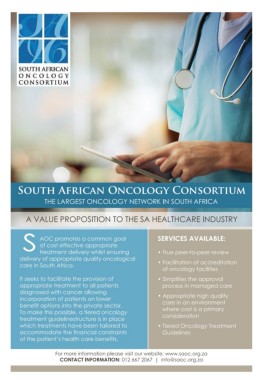 SOUTH AFRICAN
ONCOLOGY
CONSORTIUM
SOUTH AFRICAN ONCOLOGY CONSORTIUM
THE LARGEST ONCOLOGY NETWORK IN SOUTH AFRICA
A VALUE PROPOSITION TO THE SA HEALTHCARE INDUSTRY
SAOC promotes a common goal
of cost effective appropriate
treatment delivery whilst ensuring
delivery of appropriate quality oncological
care in South Africa.
It seeks to facilitate the provision of
appropriate treatment to all patients
diagnosed with cancer allowing
incorporation of patients on lower
benefit options into the private sector.
To make this possible, a tiered oncology
treatment guideline structure is in place
which treatments have been tailored to
accommodate the financial constraints
of the patient's health care benefits.
SERVICES AVAILABLE:
• True peer-to-peer review
• Facilitation of accreditation
of oncology facilities
• Simplifies the approval
process in managed care
• Appropriate high quality
care in an environment
where cost is a primary
consideration
• Tiered Oncology Treatment
Guidelines
For more information please visit our website: www.saoc.org.za
CONTACT INFORMATION: 012 667 2067 | info@saoc.org.za